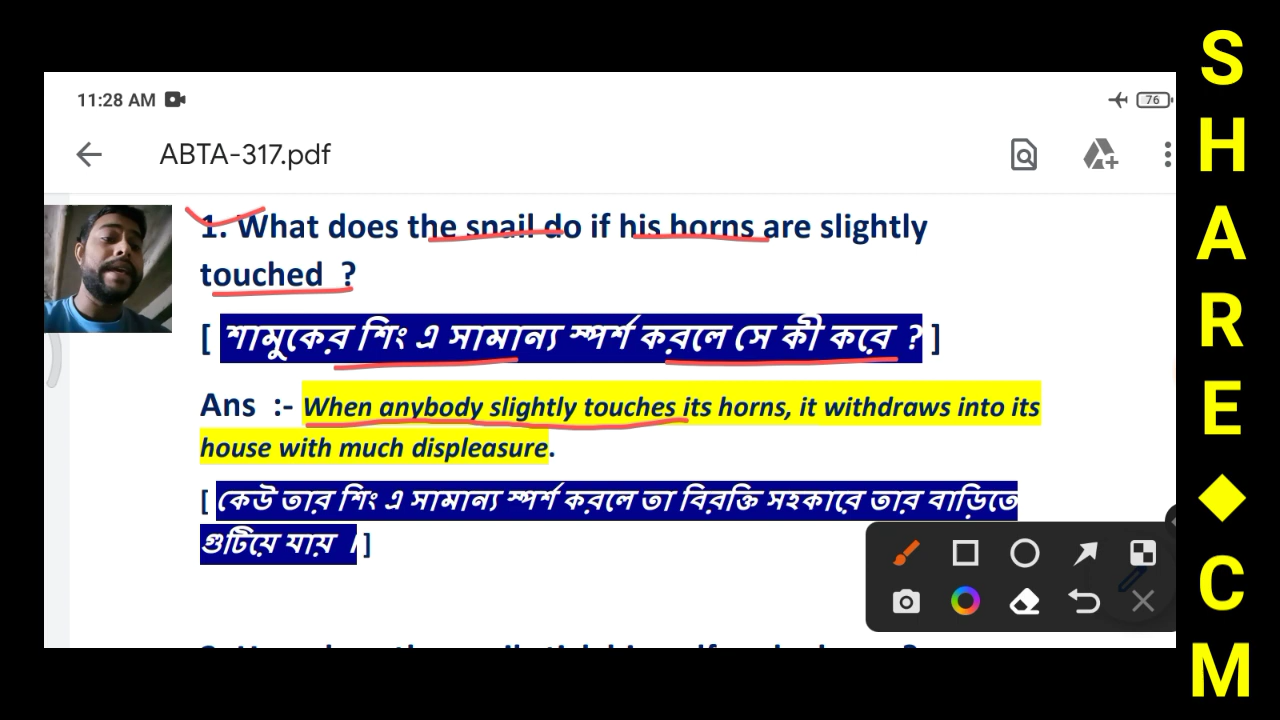 11:28 AM
76
ABTA-317.pdf
1. What does the snail do if his horns are slightly
touched ?
[ শামুকের শিং এ সামান্য স্পর্শ করলে সে কী করে ? ]
Ans :- When anybody slightly touches its horns, it withdraws into its
house with much displeasure.
[ কেউ তার শিং এ সামান্য স্পর্শ করলে তা বিরক্তি সহকারে তার বাড়িতে
গুটিয়ে যায় । ]
SHARE◆CM